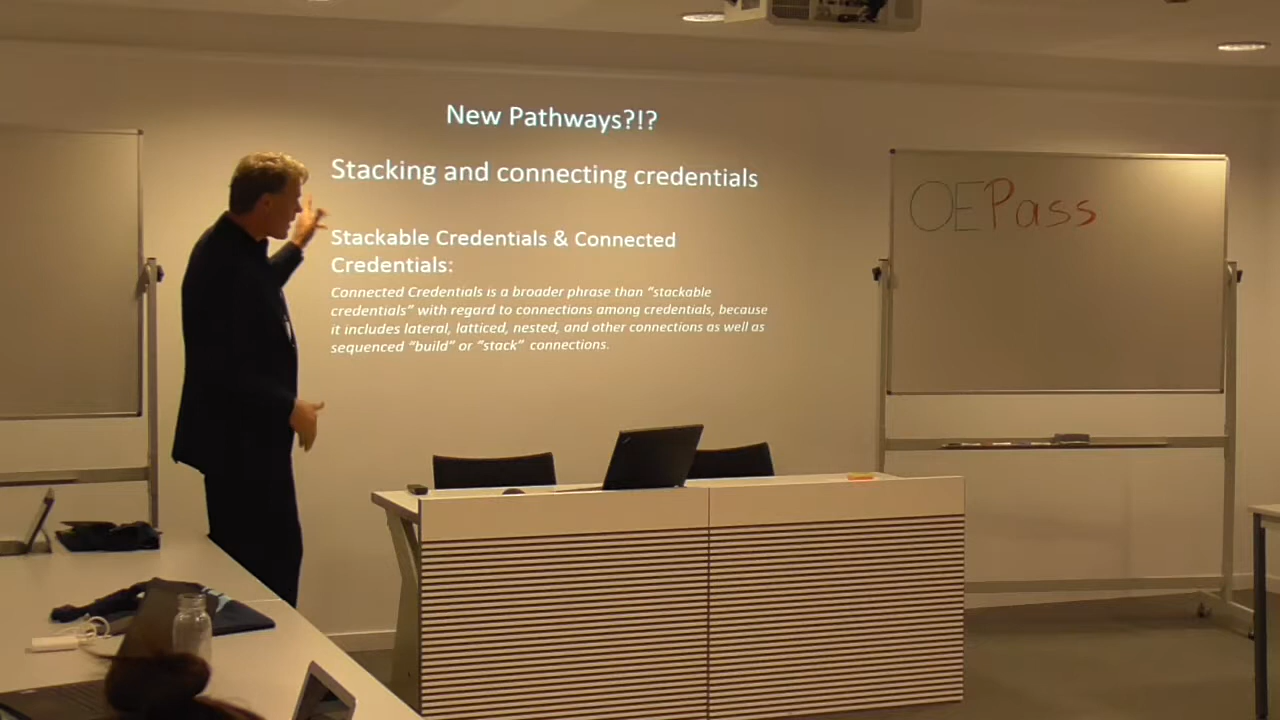 New Pathways?!?
Stacking and connecting credentials
Stackable Credentials & Connected
Credentials:
Connected Credentials is a broader phrase than “stackable
credentials” with regard to connections among credentials, because
it includes lateral, latticed, nested, and other connections as well as
sequenced “build” or “stack” connections.
OEPass